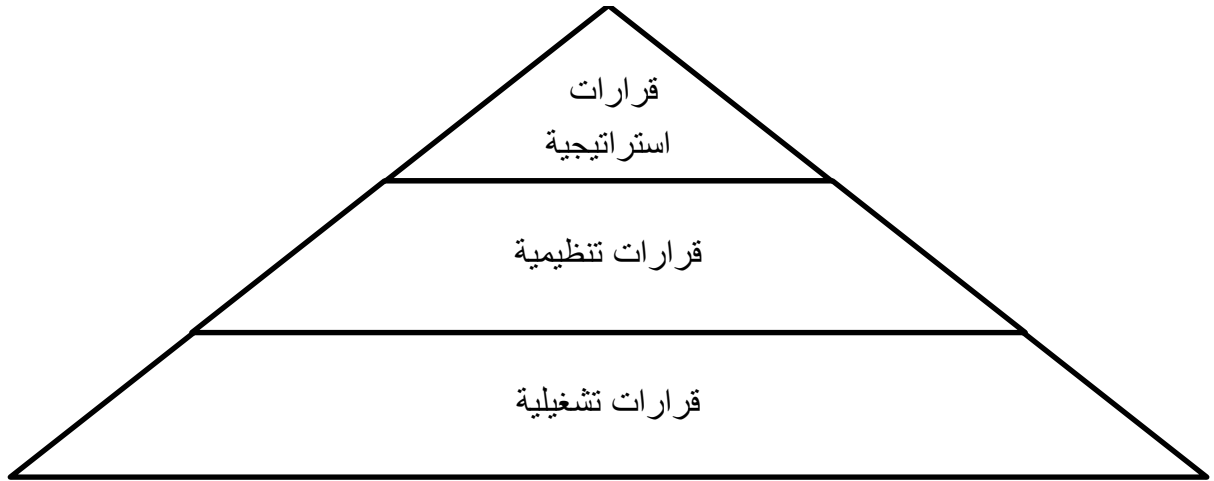 قرارات
استراتيجية
قرارات تنظيمية
قرارات تشغيلية